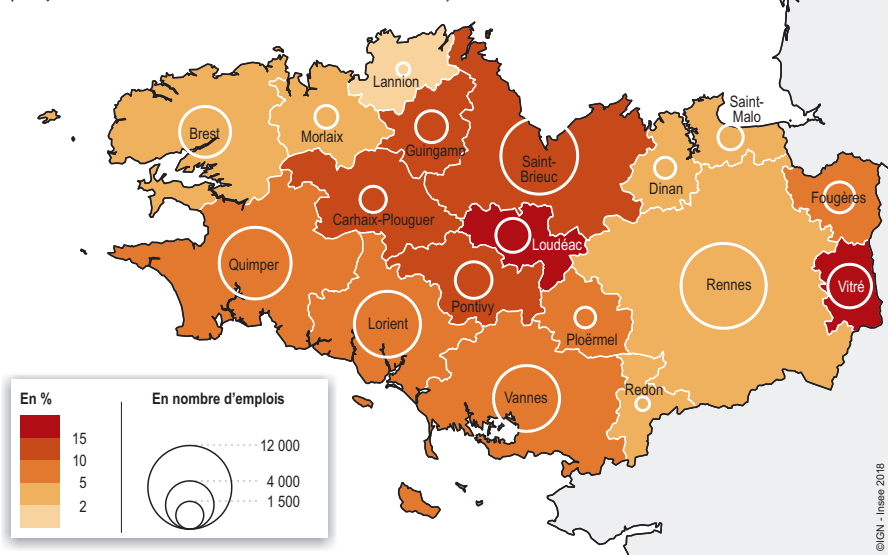 Lannion
Saint-
Malo
Brest
Morlaix
Guingamp
Saint-
Brieuc
Dinan
Fougères
Carhaix-Plouguer
Loudéac
Quimper
Rennes
Vitré
Pontivy
Lorient
Ploërmel
Vannes
Redon
En %
15
10
5
2
En nombre d'emplois
12 000
4 000
1 500
©IGN - Insee 2018